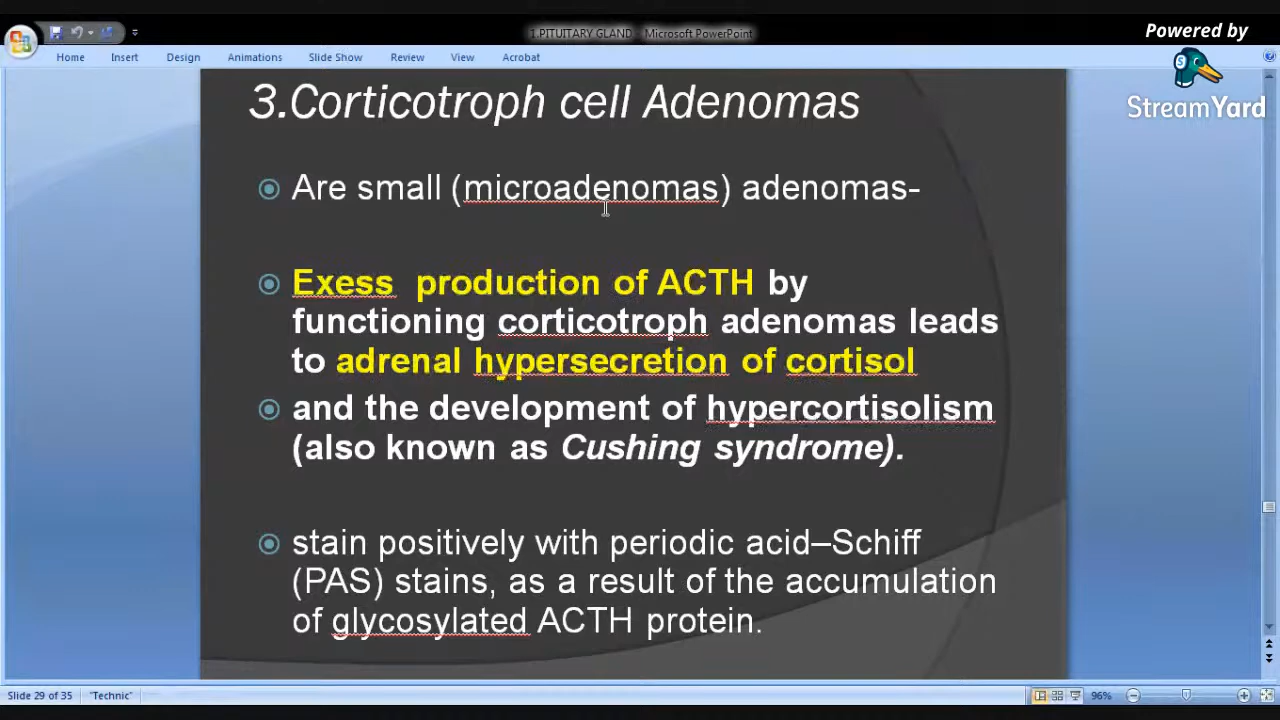 1.PITUITARY GLAND - Microsoft PowerPoint
Powered by
Home Insert Design Animations Slide Show Review View Acrobat
StreamYard
3.Corticotroph cell Adenomas
Are small (microadenomas) adenomas-
Exess production of ACTH by
functioning corticotroph adenomas leads
to adrenal hypersecretion of cortisol
and the development of hypercortisolism
(also known as Cushing syndrome).
stain positively with periodic acid–Schiff
(PAS) stains, as a result of the accumulation
of glycosylated ACTH protein.
Slide 29 of 35 "Technic" 96%